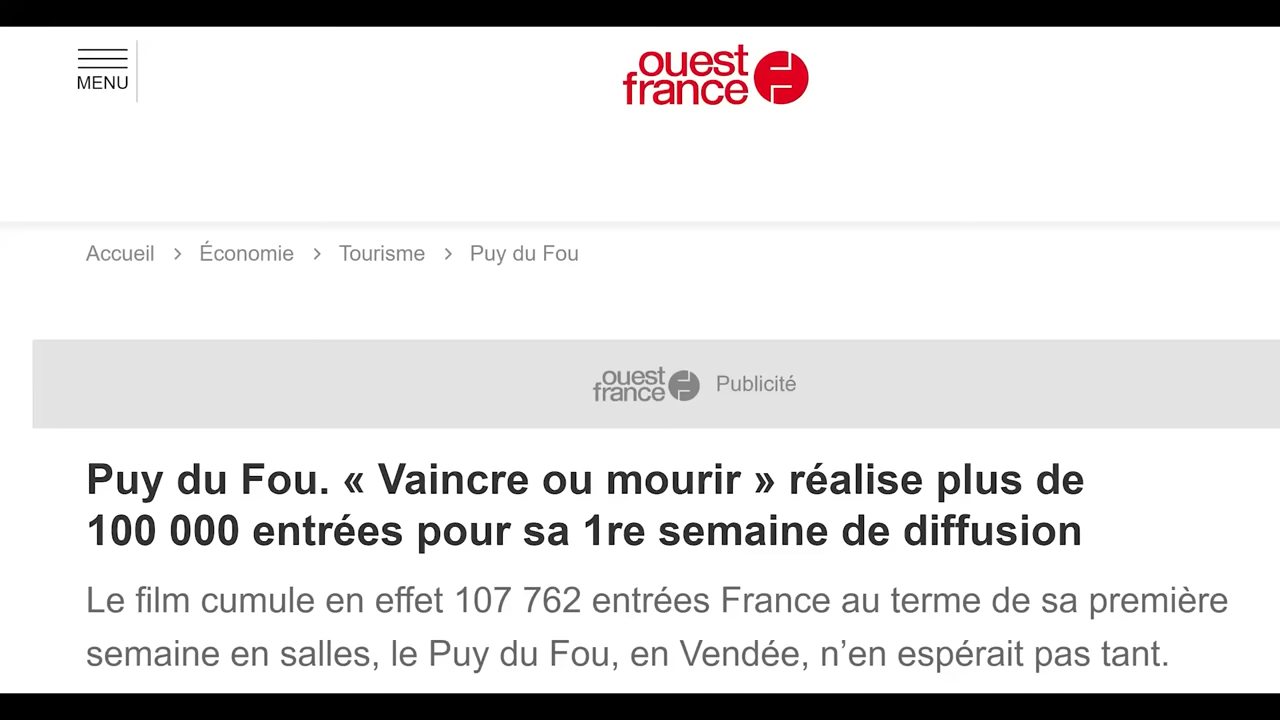 MENU
ouest
france
Accueil > Économie > Tourisme > Puy du Fou
ouest
france
Publicité
Puy du Fou. « Vaincre ou mourir » réalise plus de
100 000 entrées pour sa 1re semaine de diffusion
Le film cumule en effet 107 762 entrées France au terme de sa première
semaine en salles, le Puy du Fou, en Vendée, n’en espérait pas tant.